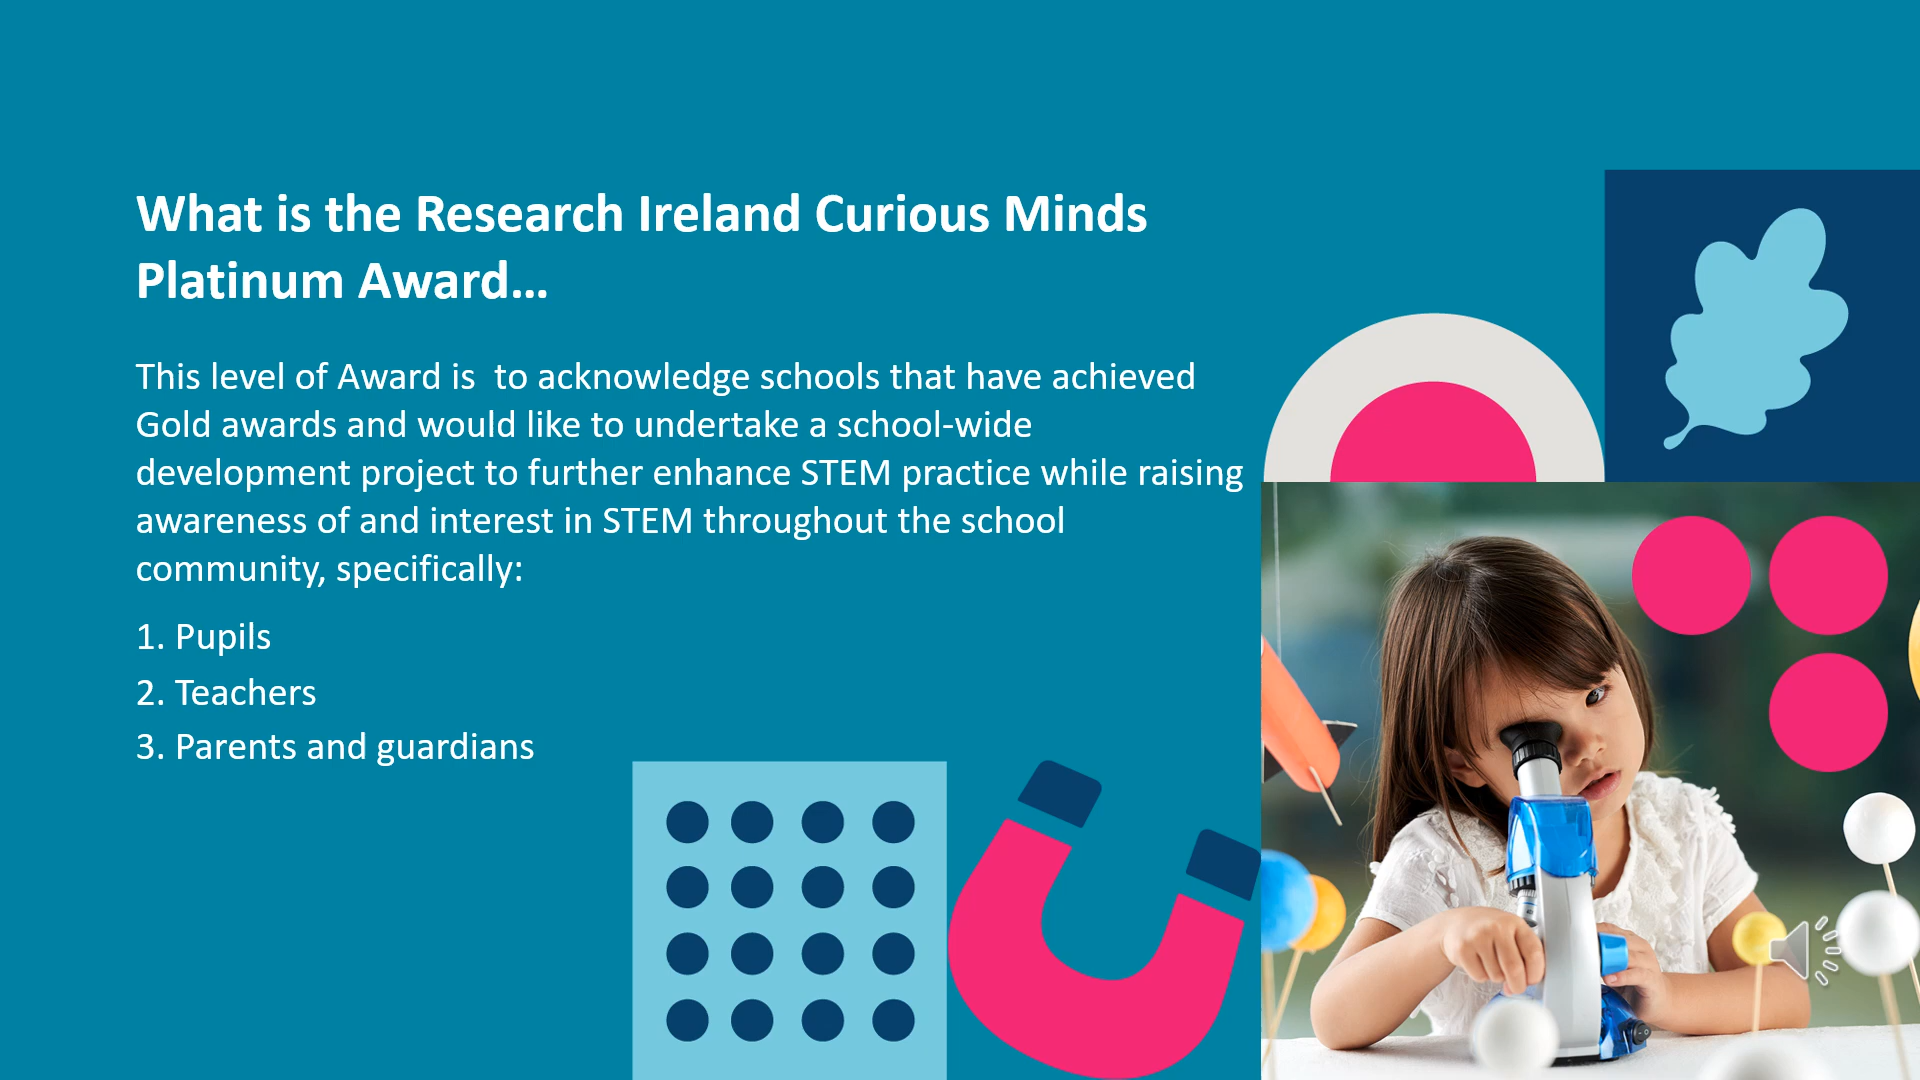 What is the Research Ireland Curious Minds
Platinum Award...
This level of Award is  to acknowledge schools that have achieved
Gold awards and would like to undertake a school-wide
development project to further enhance STEM practice while raising
awareness of and interest in STEM throughout the school
community, specifically:
1. Pupils
2. Teachers
3. Parents and guardians